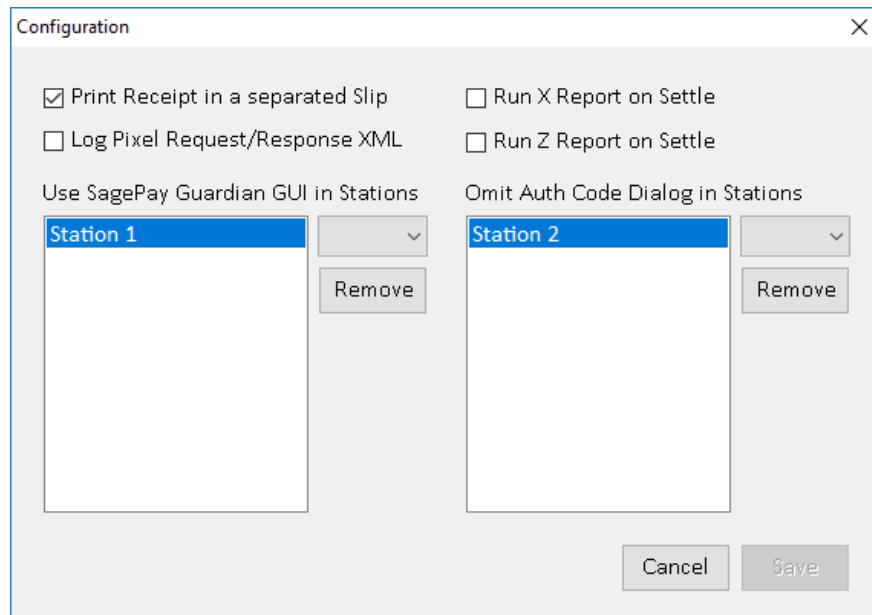 Configuration
Print Receipt in a separated Slip
Run X Report on Settle
Log Pixel Request/Response XML
Run Z Report on Settle
Use SagePay Guardian GUI in Stations
Omit Auth Code Dialog in Stations
Station 1
Station 2
Remove
Remove
Cancel
Save